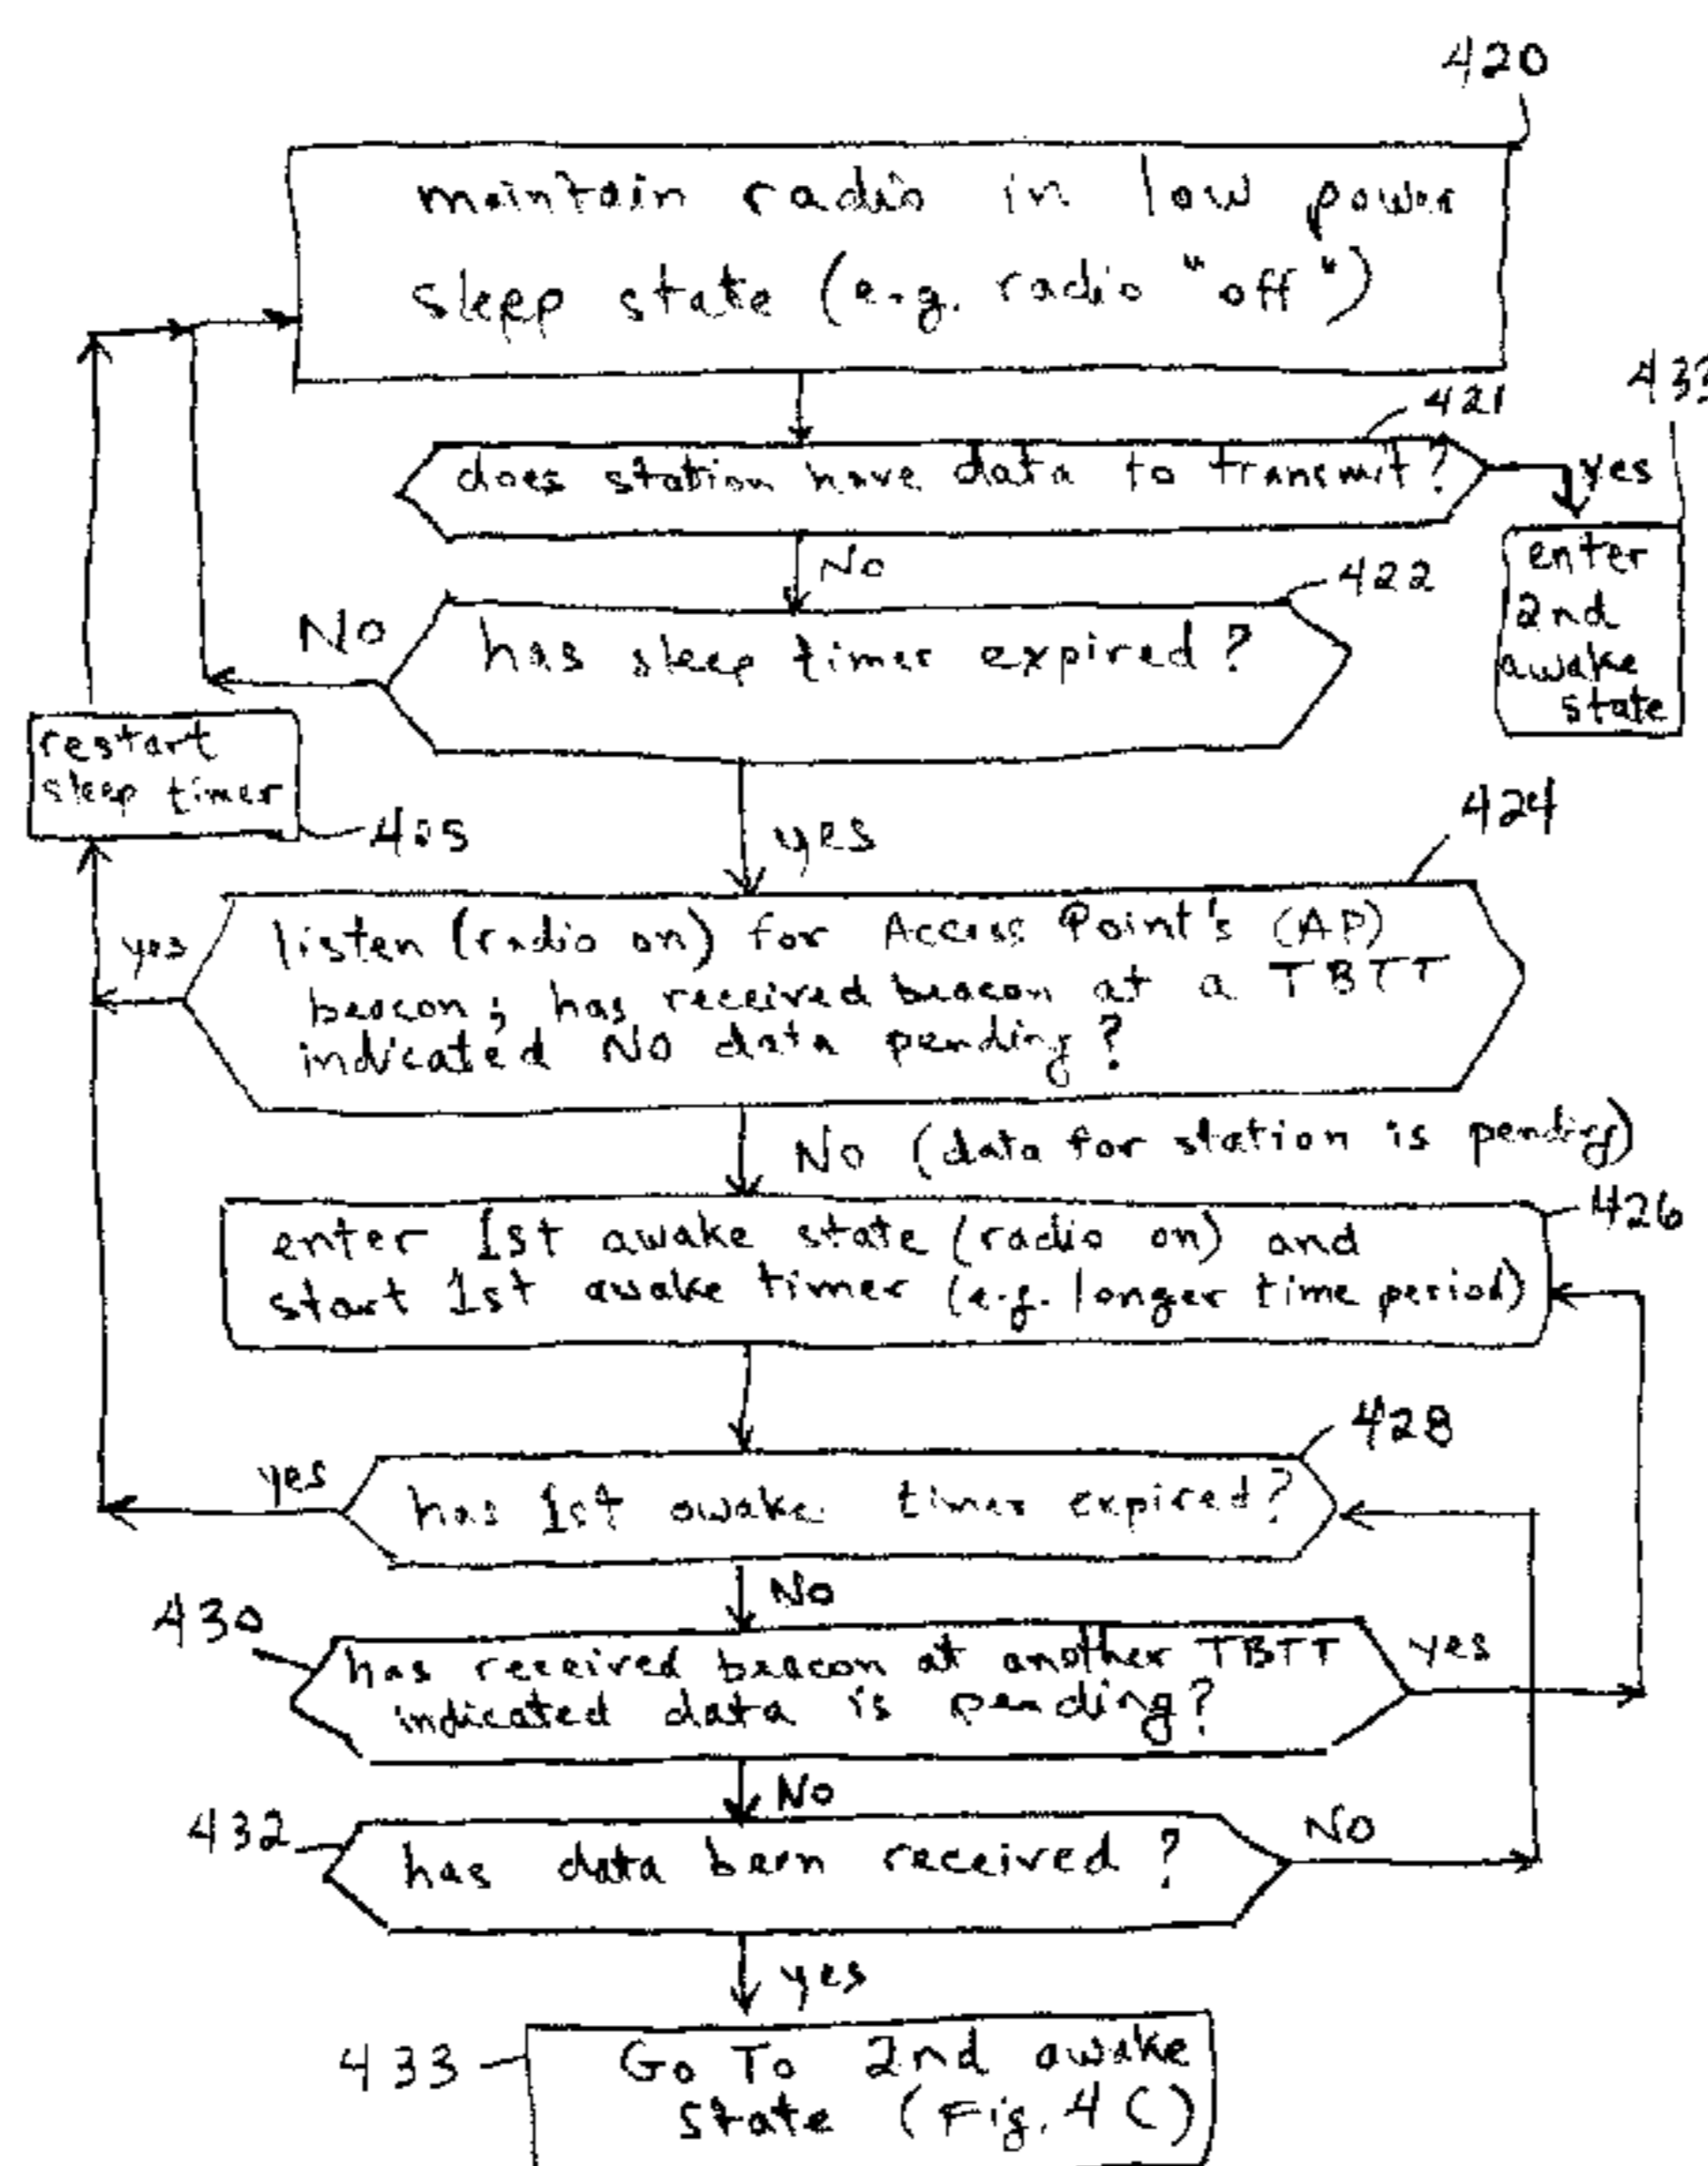 420
maintain radio in low power
sleep state (e.g. radio "off")
421
433
does station have data to transmit?
yes
enter
2nd
awake
state
No
422
has sleep timer expired?
No
restart
sleep timer
405
yes
424
listen (radio on) for Access Point's (AP)
beacon; has received beacon at a TBTT
indicated NO data pending?
yes
No (data for station is pending)
426
enter 1st awake state (radio on) and
start 1st awake timer (e.g. longer time period)
428
has 1st awake timer expired?
yes
No
430
has received beacon at another TBTT
indicated data is pending?
yes
No
432
has data been received?
No
yes
433
Go To 2nd awake
state (Fig. 4C)